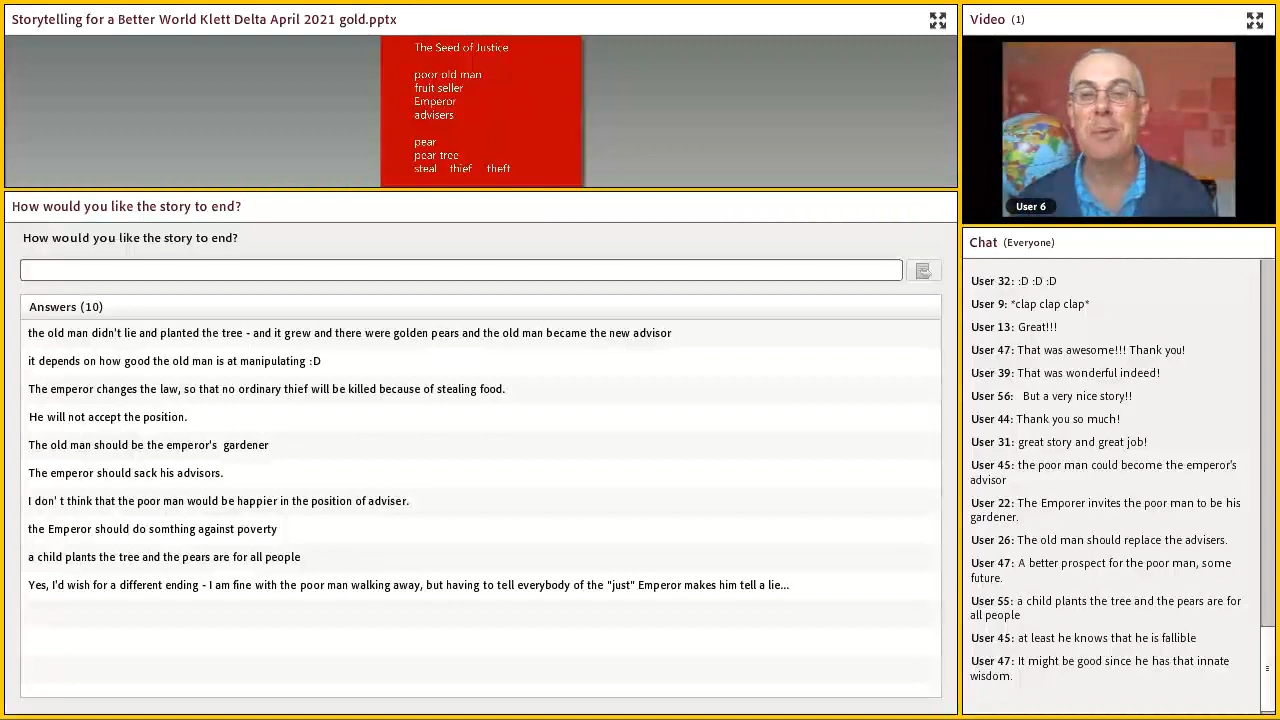 Storytelling for a Better World Klett Delta April 2021 gold.pptx
The Seed of Justice
poor old man
fruit seller
Emperor
advisers
pear
pear tree
steal thief theft
How would you like the story to end?
How would you like the story to end?
Answers (10)
the old man didn't lie and planted the tree - and it grew and there were golden pears and the old man became the new advisor
it depends on how good the old man is at manipulating :D
The emperor changes the law, so that no ordinary thief will be killed because of stealing food.
He will not accept the position.
The old man should be the emperor's gardener
The emperor should sack his advisors.
I don' t think that the poor man would be happier in the position of adviser.
the Emperor should do somthing against poverty
a child plants the tree and the pears are for all people
Yes, I'd wish for a different ending - I am fine with the poor man walking away, but having to tell everybody of the "just" Emperor makes him tell a lie...
Video (1)
User 6
Chat (Everyone)
User 32: :D :D :D
User 9: *clap clap clap*
User 13: Great!!!
User 47: That was awesome!!! Thank you!
User 39: That was wonderful indeed!
User 56: But a very nice story!!
User 44: Thank you so much!
User 31: great story and great job!
User 45: the poor man could become the emperor's
advisor
User 22: The Emporer invites the poor man to be his
gardener.
User 26: The old man should replace the advisers.
User 47: A better prospect for the poor man, some
future.
User 55: a child plants the tree and the pears are for
all people
User 45: at least he knows that he is fallible
User 47: It might be good since he has that innate
wisdom.